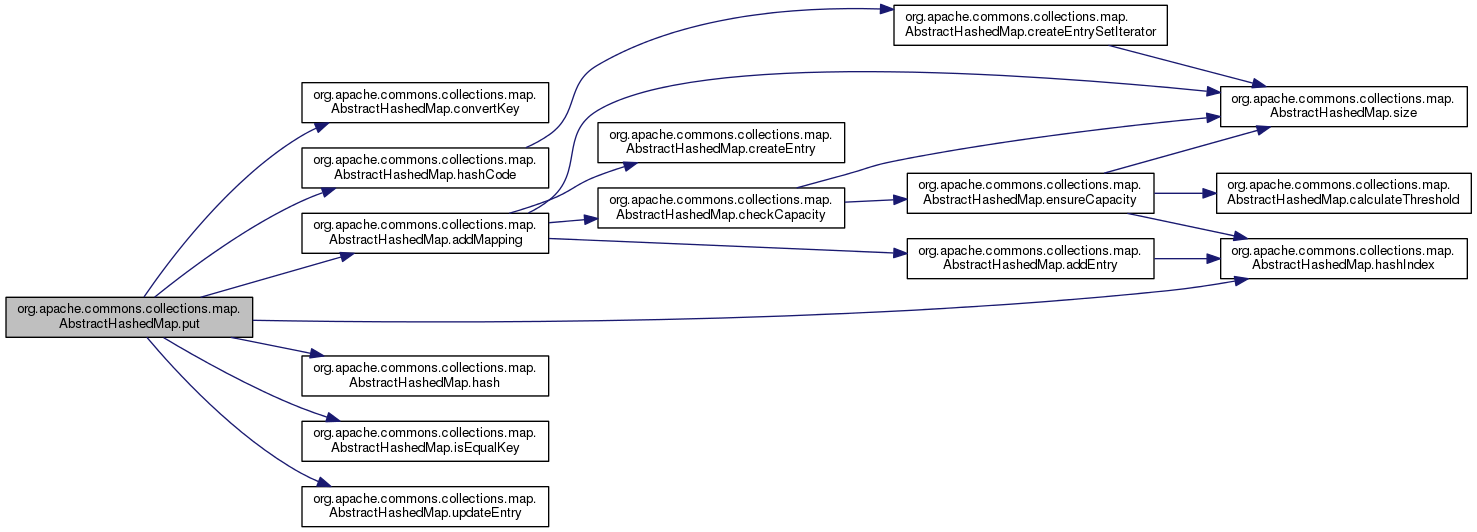 org.apache.commons.collections.map.
AbstractHashedMap.put
org.apache.commons.collections.map.
AbstractHashedMap.convertKey
org.apache.commons.collections.map.
AbstractHashedMap.hashCode
org.apache.commons.collections.map.
AbstractHashedMap.addMapping
org.apache.commons.collections.map.
AbstractHashedMap.hash
org.apache.commons.collections.map.
AbstractHashedMap.isEqualKey
org.apache.commons.collections.map.
AbstractHashedMap.updateEntry
org.apache.commons.collections.map.
AbstractHashedMap.createEntry
org.apache.commons.collections.map.
AbstractHashedMap.checkCapacity
org.apache.commons.collections.map.
AbstractHashedMap.createEntrySetIterator
org.apache.commons.collections.map.
AbstractHashedMap.ensureCapacity
org.apache.commons.collections.map.
AbstractHashedMap.addEntry
org.apache.commons.collections.map.
AbstractHashedMap.size
org.apache.commons.collections.map.
AbstractHashedMap.calculateThreshold
org.apache.commons.collections.map.
AbstractHashedMap.hashIndex